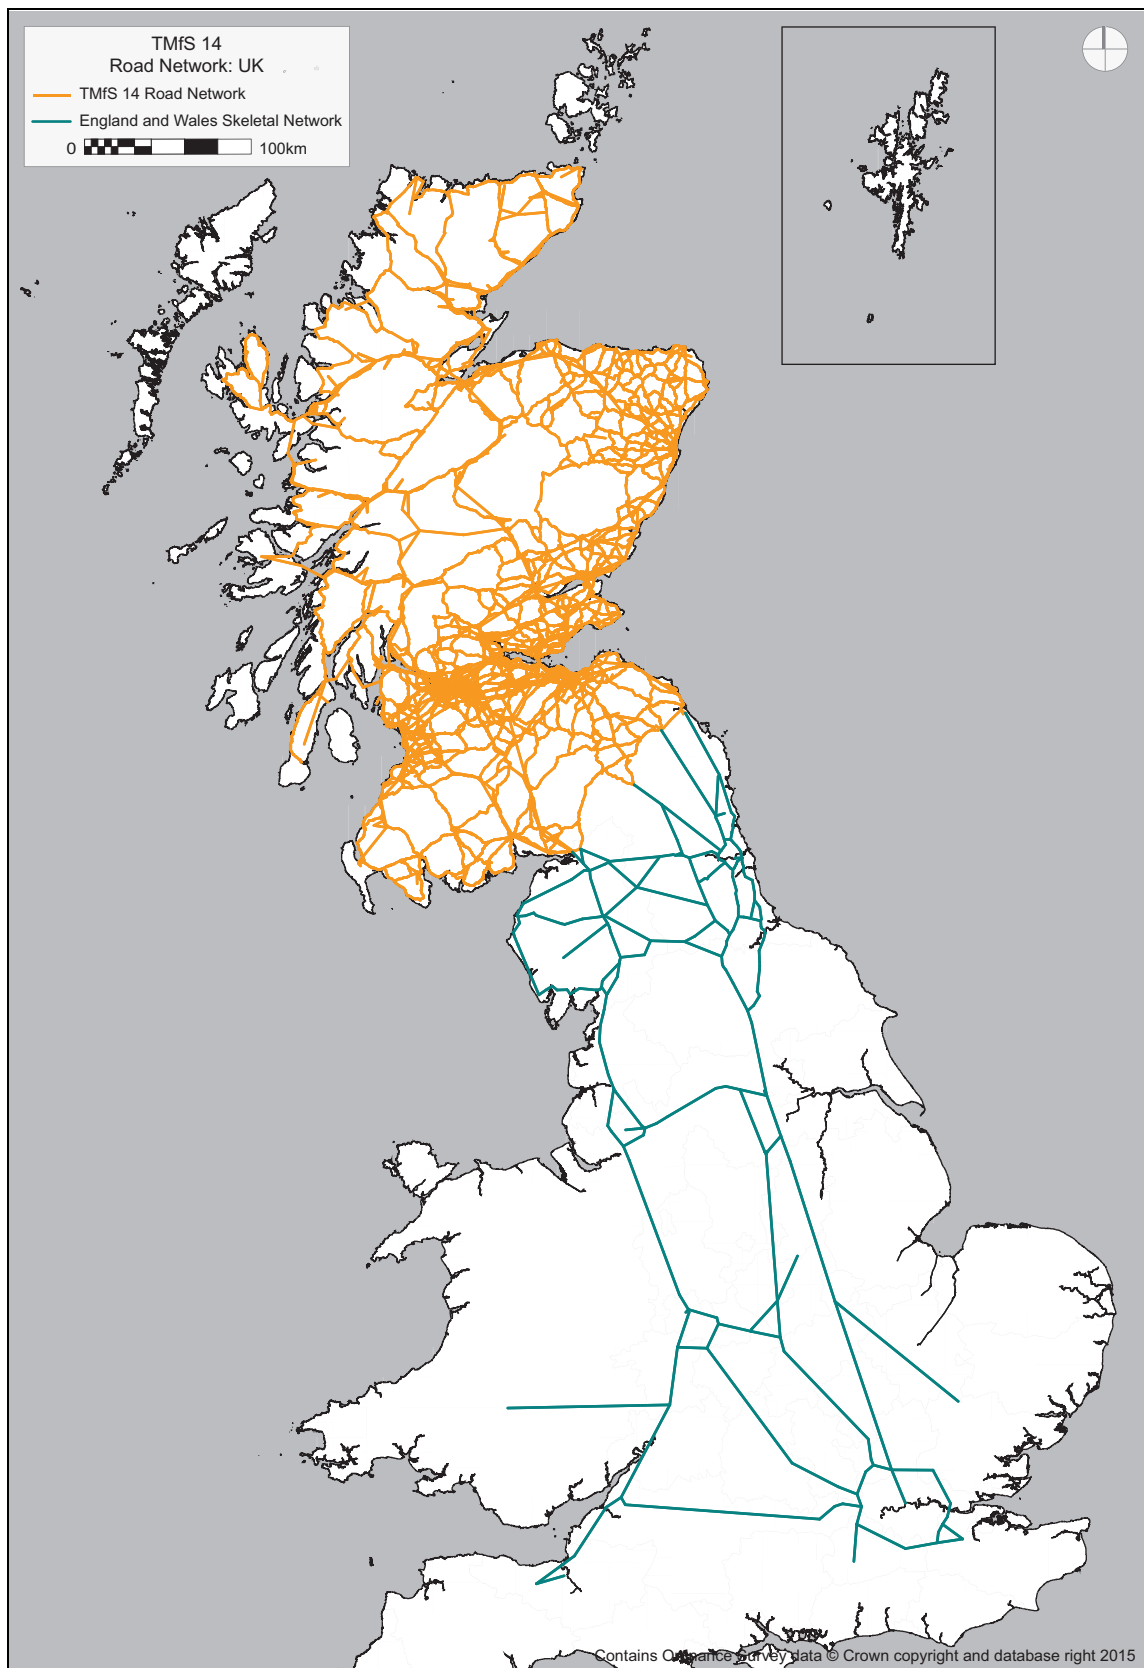 TMfS 14
Road Network: UK
TMfS 14 Road Network
England and Wales Skeletal Network
0 100km
Contains Ordnance Survey data © Crown copyright and database right 2015